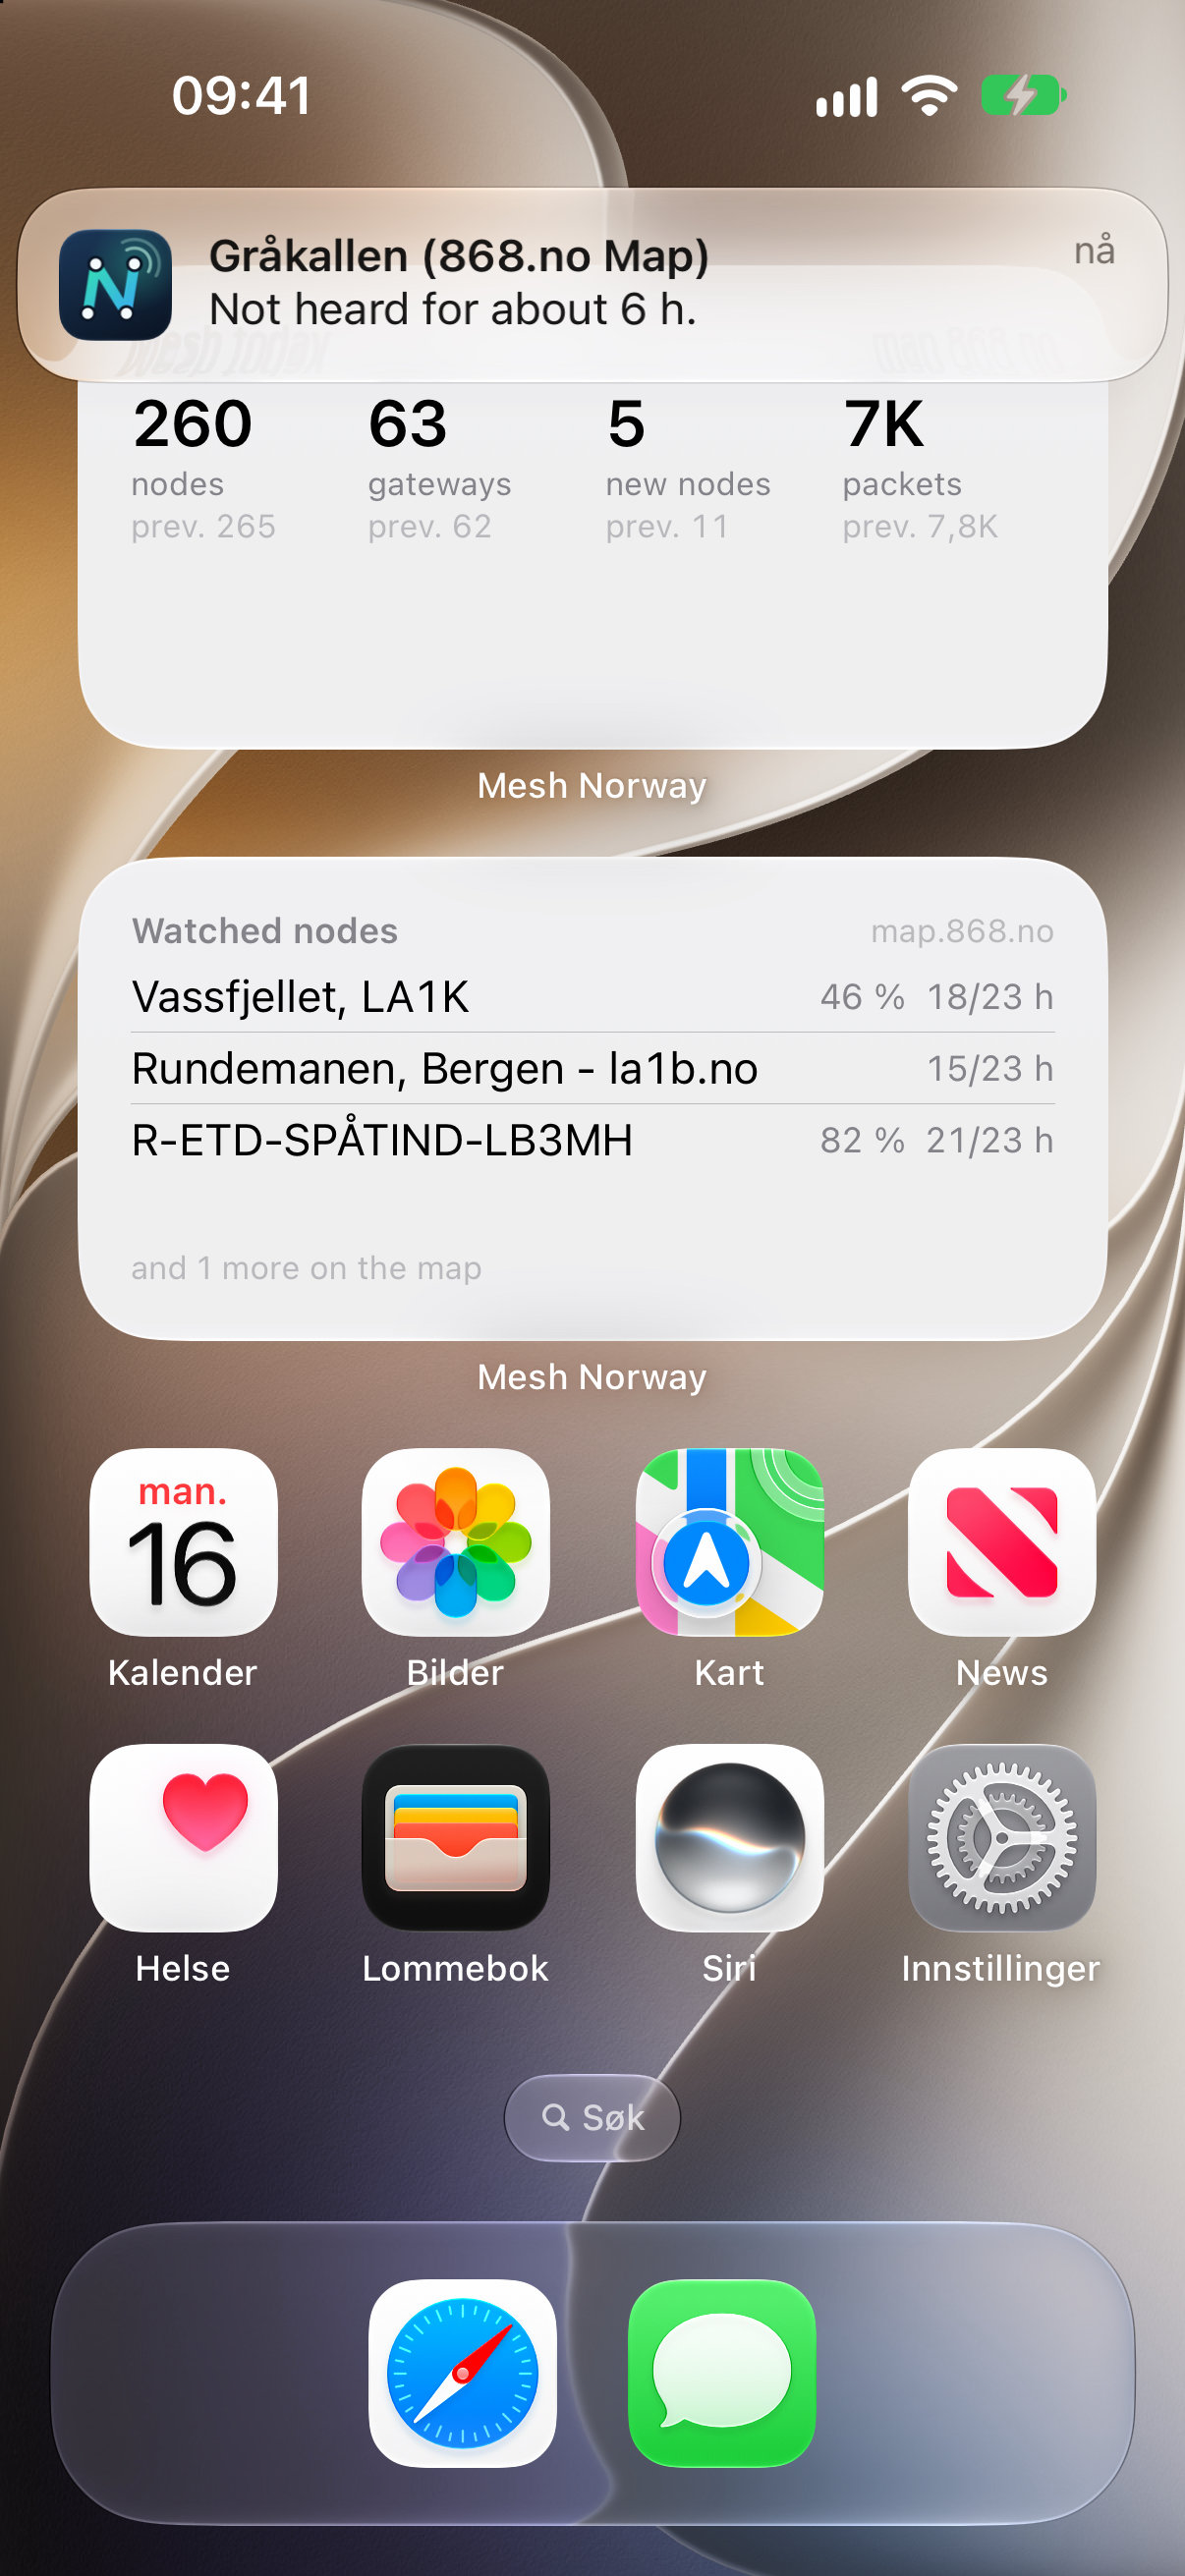 09:41
Gråkallen (868.no Map)
nå
Not heard for about 6 h.
260 63 5 7K
nodes gateways new nodes packets
prev. 265 prev. 62 prev. 11 prev. 7,8K
Mesh Norway
Watched nodes map.868.no
Vassfjellet, LA1K 46 % 18/23 h
Rundemanen, Bergen - la1b.no 15/23 h
R-ETD-SPÅTIND-LB3MH 82 % 21/23 h
and 1 more on the map
Mesh Norway
man.
16
Kalender Bilder Kart News
Helse Lommebok Siri Innstillinger
Søk